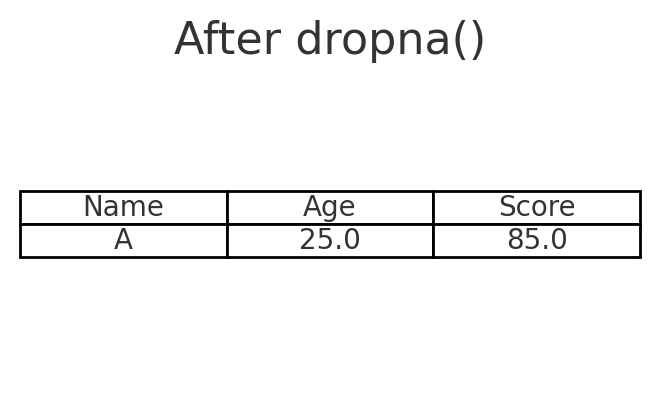 After dropna()
Name Age Score
A 25.0 85.0